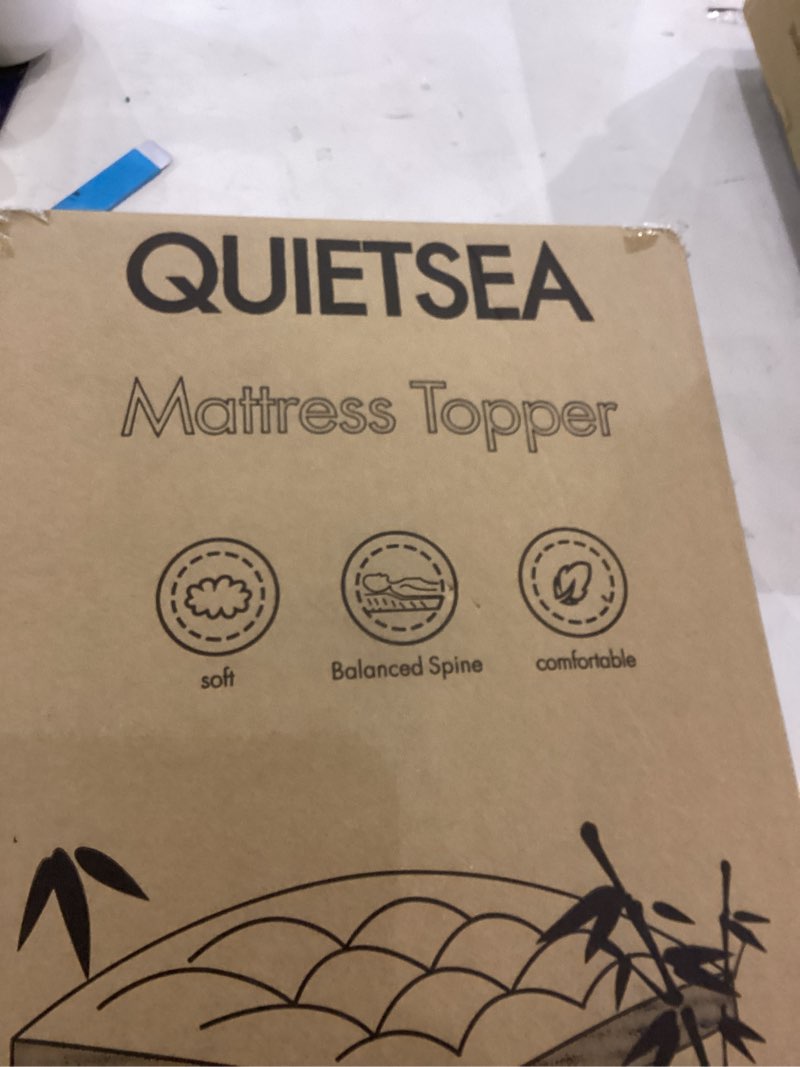 QUIETSEA
Mattress Topper
soft
Balanced Spine
comfortable